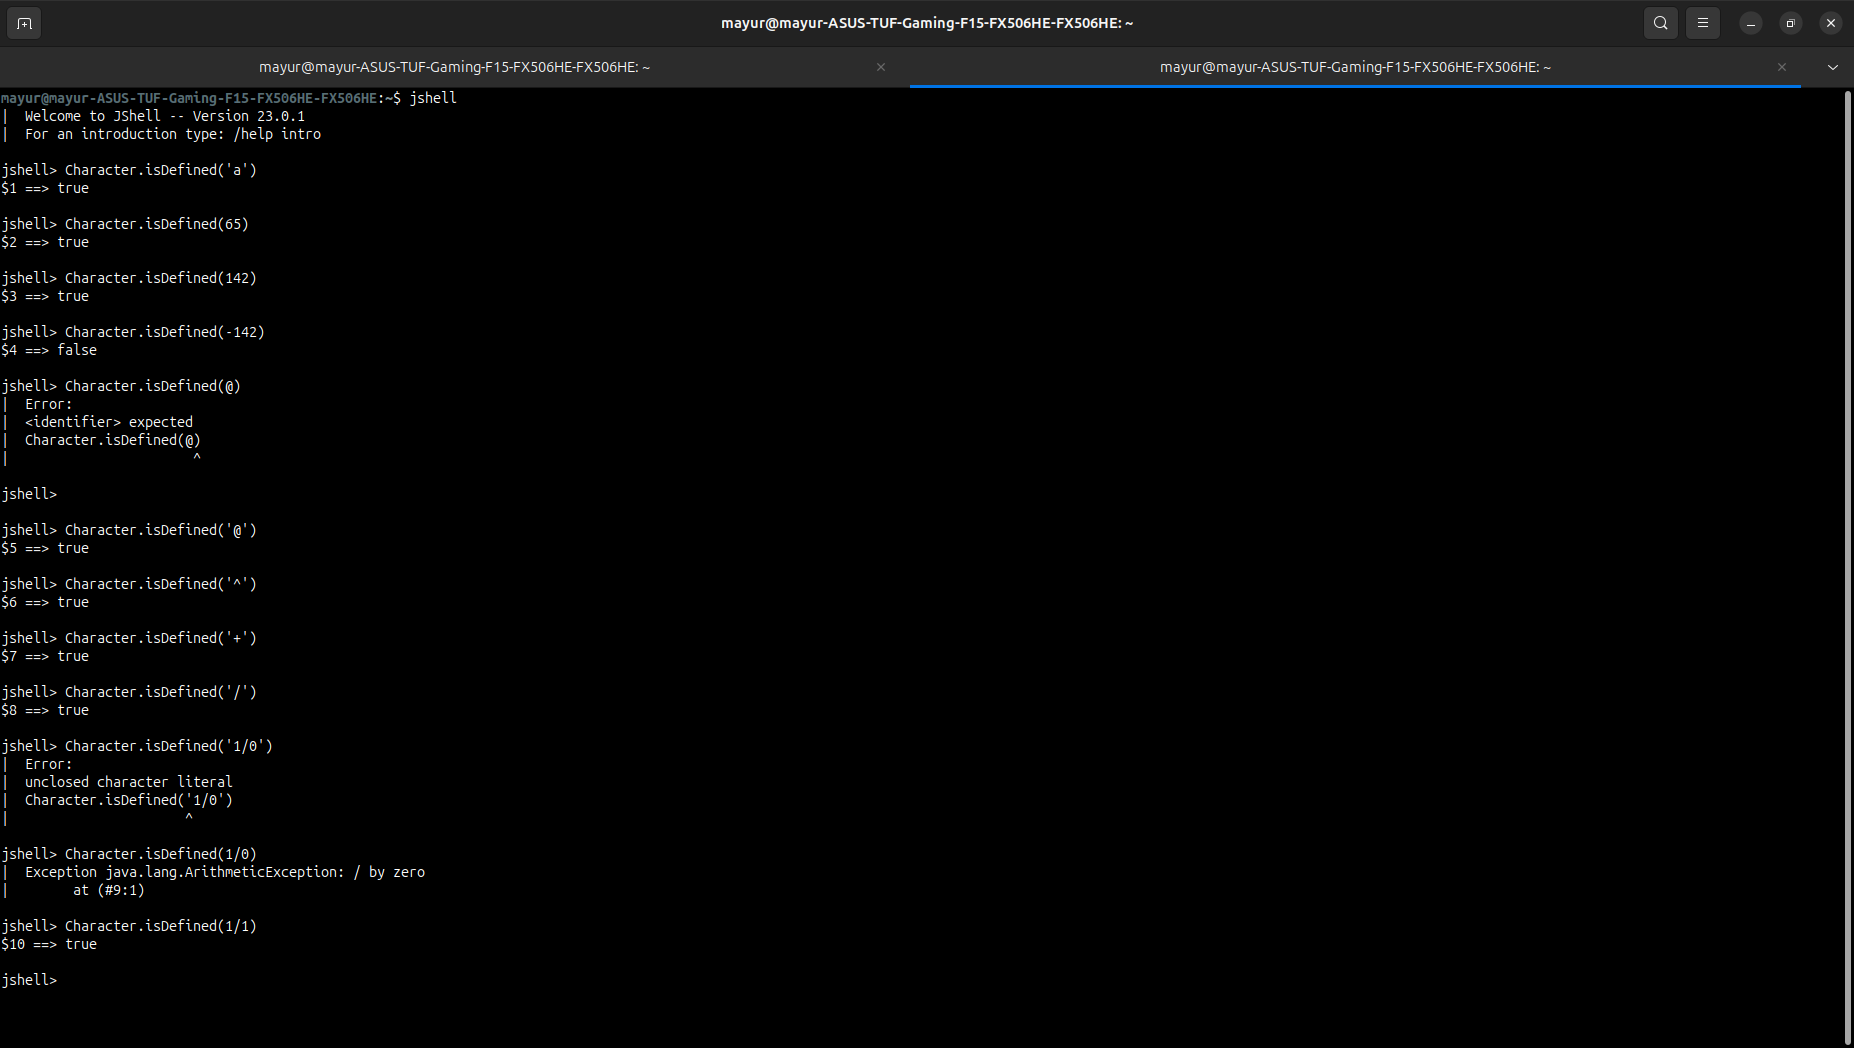 mayur@mayur-ASUS-TUF-Gaming-F15-FX506HE-FX506HE: ~
mayur@mayur-ASUS-TUF-Gaming-F15-FX506HE-FX506HE: ~
mayur@mayur-ASUS-TUF-Gaming-F15-FX506HE-FX506HE: ~
mayur@mayur-ASUS-TUF-Gaming-F15-FX506HE-FX506HE:~$ jshell
|  Welcome to JShell -- Version 23.0.1
|  For an introduction type: /help intro
jshell> Character.isDefined('a')
$1 ==> true
jshell> Character.isDefined(65)
$2 ==> true
jshell> Character.isDefined(142)
$3 ==> true
jshell> Character.isDefined(-142)
$4 ==> false
jshell> Character.isDefined(@)
|  Error:
|  <identifier> expected
|  Character.isDefined(@)
|                       ^
jshell>
jshell> Character.isDefined('@')
$5 ==> true
jshell> Character.isDefined('^')
$6 ==> true
jshell> Character.isDefined('+')
$7 ==> true
jshell> Character.isDefined('/')
$8 ==> true
jshell> Character.isDefined('1/0')
|  Error:
|  unclosed character literal
|  Character.isDefined('1/0')
|                      ^
jshell> Character.isDefined(1/0)
|  Exception java.lang.ArithmeticException: / by zero
|        at (#9:1)
jshell> Character.isDefined(1/1)
$10 ==> true
jshell>